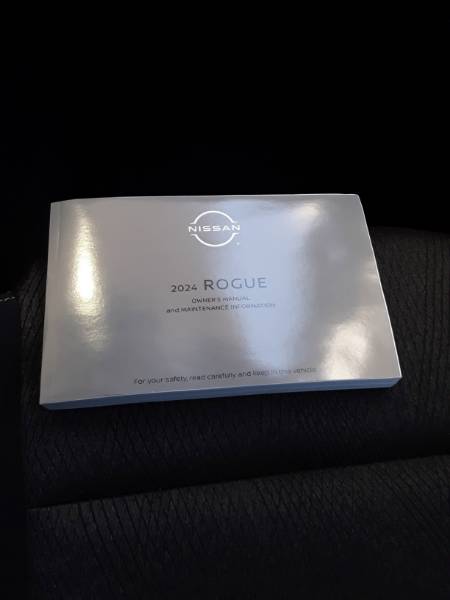 NISSAN
2024 ROGUE
OWNER'S MANUAL
and MAINTENANCE INFORMATION
For your safety, read carefully and keep in this vehicle.